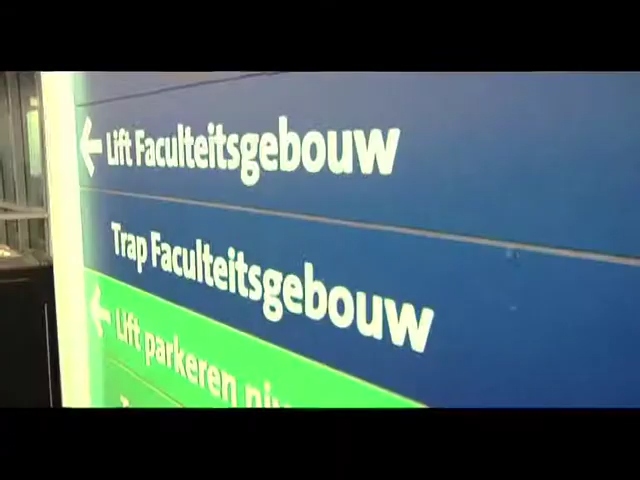 ← Lift Faculteitsgebouw
Trap Faculteitsgebouw
← Lift parkeren